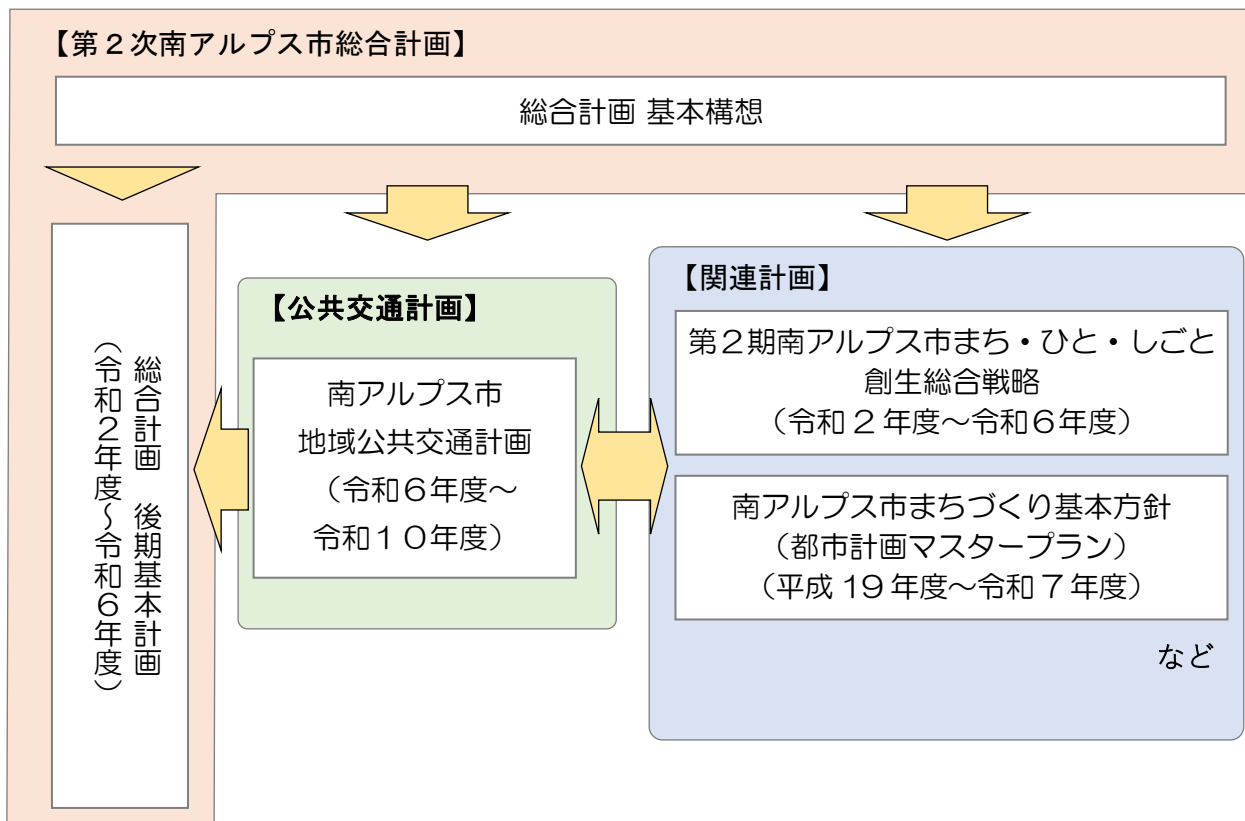 【第２次南アルプス市総合計画】
総合計画 基本構想
総合計画　後期基本計画
（令和２年度～令和６年度）
【公共交通計画】
南アルプス市
地域公共交通計画
（令和６年度～
令和１０年度）
【関連計画】
第２期南アルプス市まち・ひと・しごと
創生総合戦略
（令和２年度～令和６年度）
南アルプス市まちづくり基本方針
（都市計画マスタープラン）
（平成 19 年度～令和７年度）
など